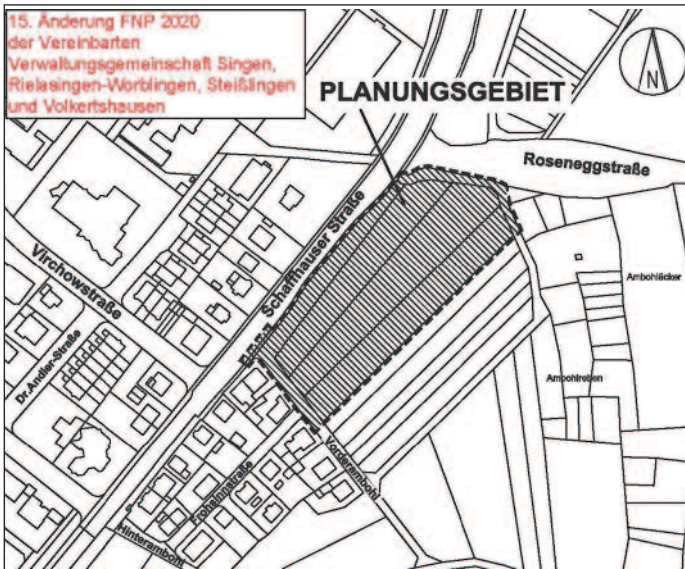 15. Änderung FNP 2020
der Vereinbarten
Verwaltungsgemeinschaft Singen,
Rielasingen-Worblingen, Steißlingen
und Volkertshausen
N
PLANUNGSGEBIET
Roseneggstraße
Schaffhauser Straße
Virchowstraße
Ambohläcker
Dr.Andler-Straße
Ambohlreben
Vorderambohl
Frohsinnstraße
Hinterambohl